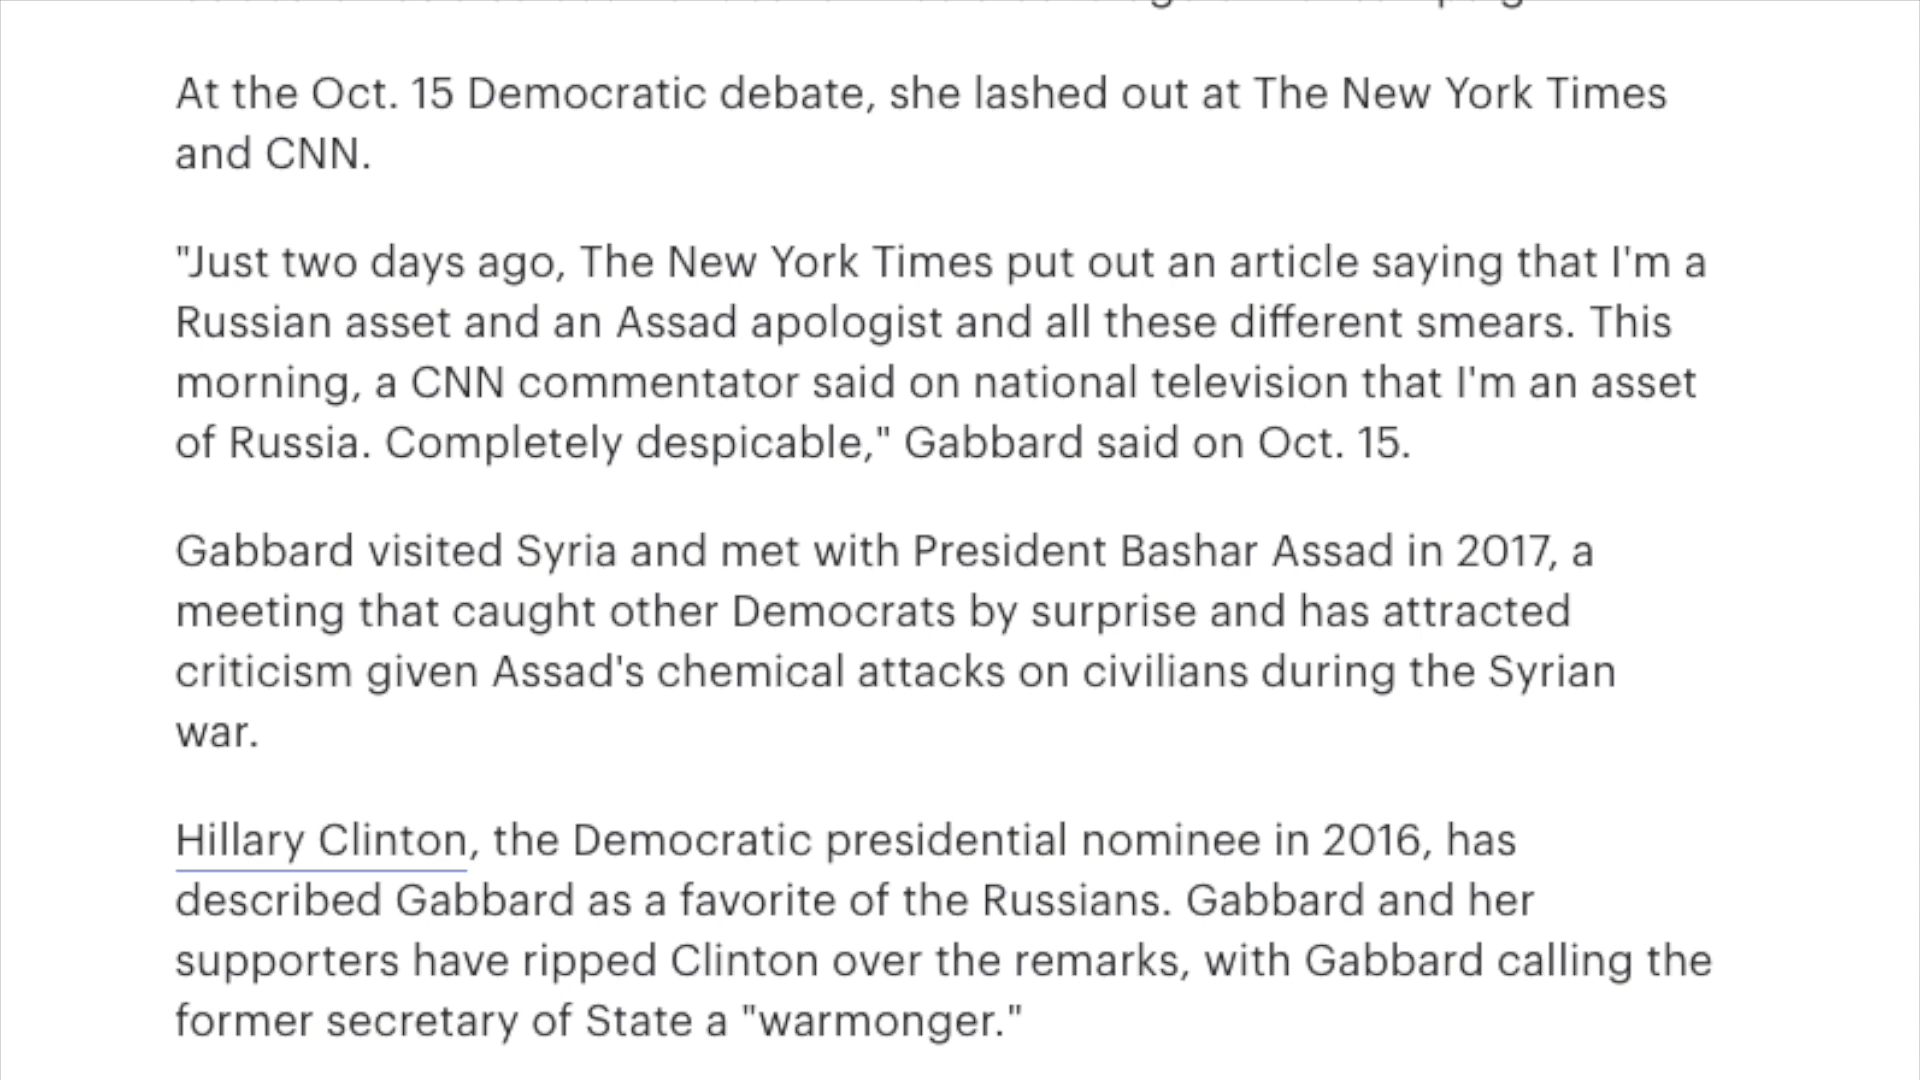 At the Oct. 15 Democratic debate, she lashed out at The New York Times
and CNN.
"Just two days ago, The New York Times put out an article saying that I'm a
Russian asset and an Assad apologist and all these different smears. This
morning, a CNN commentator said on national television that I'm an asset
of Russia. Completely despicable," Gabbard said on Oct. 15.
Gabbard visited Syria and met with President Bashar Assad in 2017, a
meeting that caught other Democrats by surprise and has attracted
criticism given Assad's chemical attacks on civilians during the Syrian
war.
Hillary Clinton, the Democratic presidential nominee in 2016, has
described Gabbard as a favorite of the Russians. Gabbard and her
supporters have ripped Clinton over the remarks, with Gabbard calling the
former secretary of State a "warmonger."